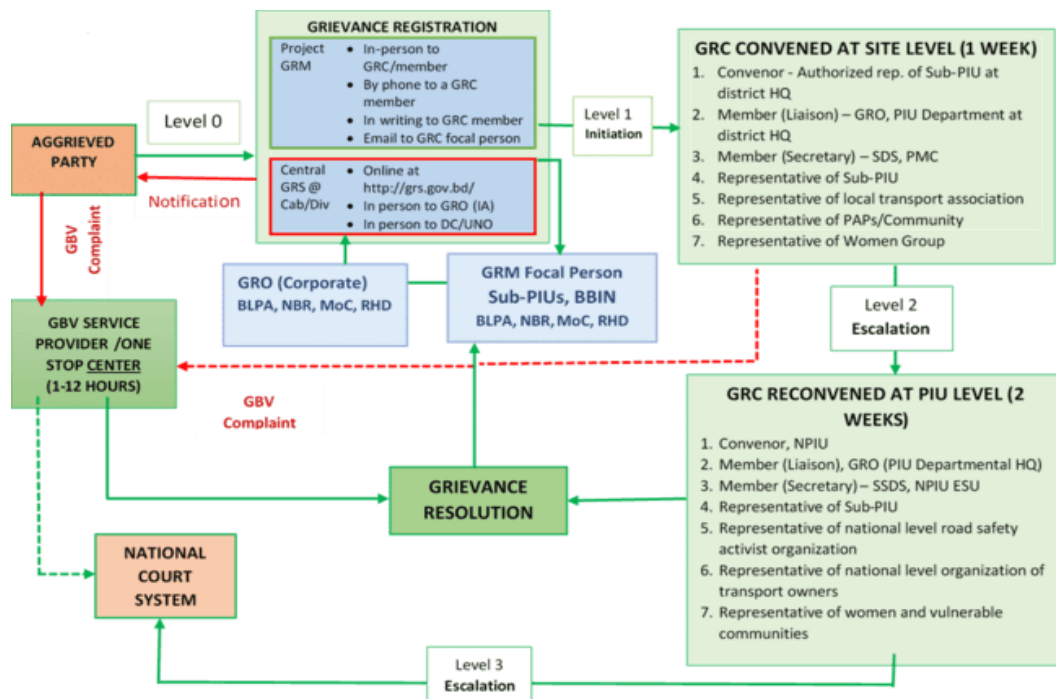 GRIEVANCE REGISTRATION
Project
GRM
• In-person to
GRC/member
• By phone to a GRC
member
• In writing to GRC member
• Email to GRC focal person
Central
GRS @
Cab/Div
• Online at
http://grs.gov.bd/
• In person to GRO (IA)
• In person to DC/UNO
Level 0
AGGRIEVED
PARTY
Notification
GBV
Complaint
Level 1
Initiation
GRC CONVENED AT SITE LEVEL (1 WEEK)
1. Convenor - Authorized rep. of Sub-PIU at
district HQ
2. Member (Liaison) – GRO, PIU Department at
district HQ
3. Member (Secretary) – SDS, PMC
4. Representative of Sub-PIU
5. Representative of local transport association
6. Representative of PAPs/Community
7. Representative of Women Group
GRO (Corporate)
BLPA, NBR, MoC, RHD
GRM Focal Person
Sub-PIUs, BBIN
BLPA, NBR, MoC, RHD
GBV SERVICE
PROVIDER /ONE
STOP CENTER
(1-12 HOURS)
GBV
Complaint
Level 2
Escalation
GRC RECONVENED AT PIU LEVEL (2
WEEKS)
1. Convenor, NPIU
2. Member (Liaison), GRO (PIU Departmental HQ)
3. Member (Secretary) – SSDS, NPIU ESU
4. Representative of Sub-PIU
5. Representative of national level road safety
activist organization
6. Representative of national level organization of
transport owners
7. Representative of women and vulnerable
communities
GRIEVANCE
RESOLUTION
NATIONAL
COURT
SYSTEM
Level 3
Escalation